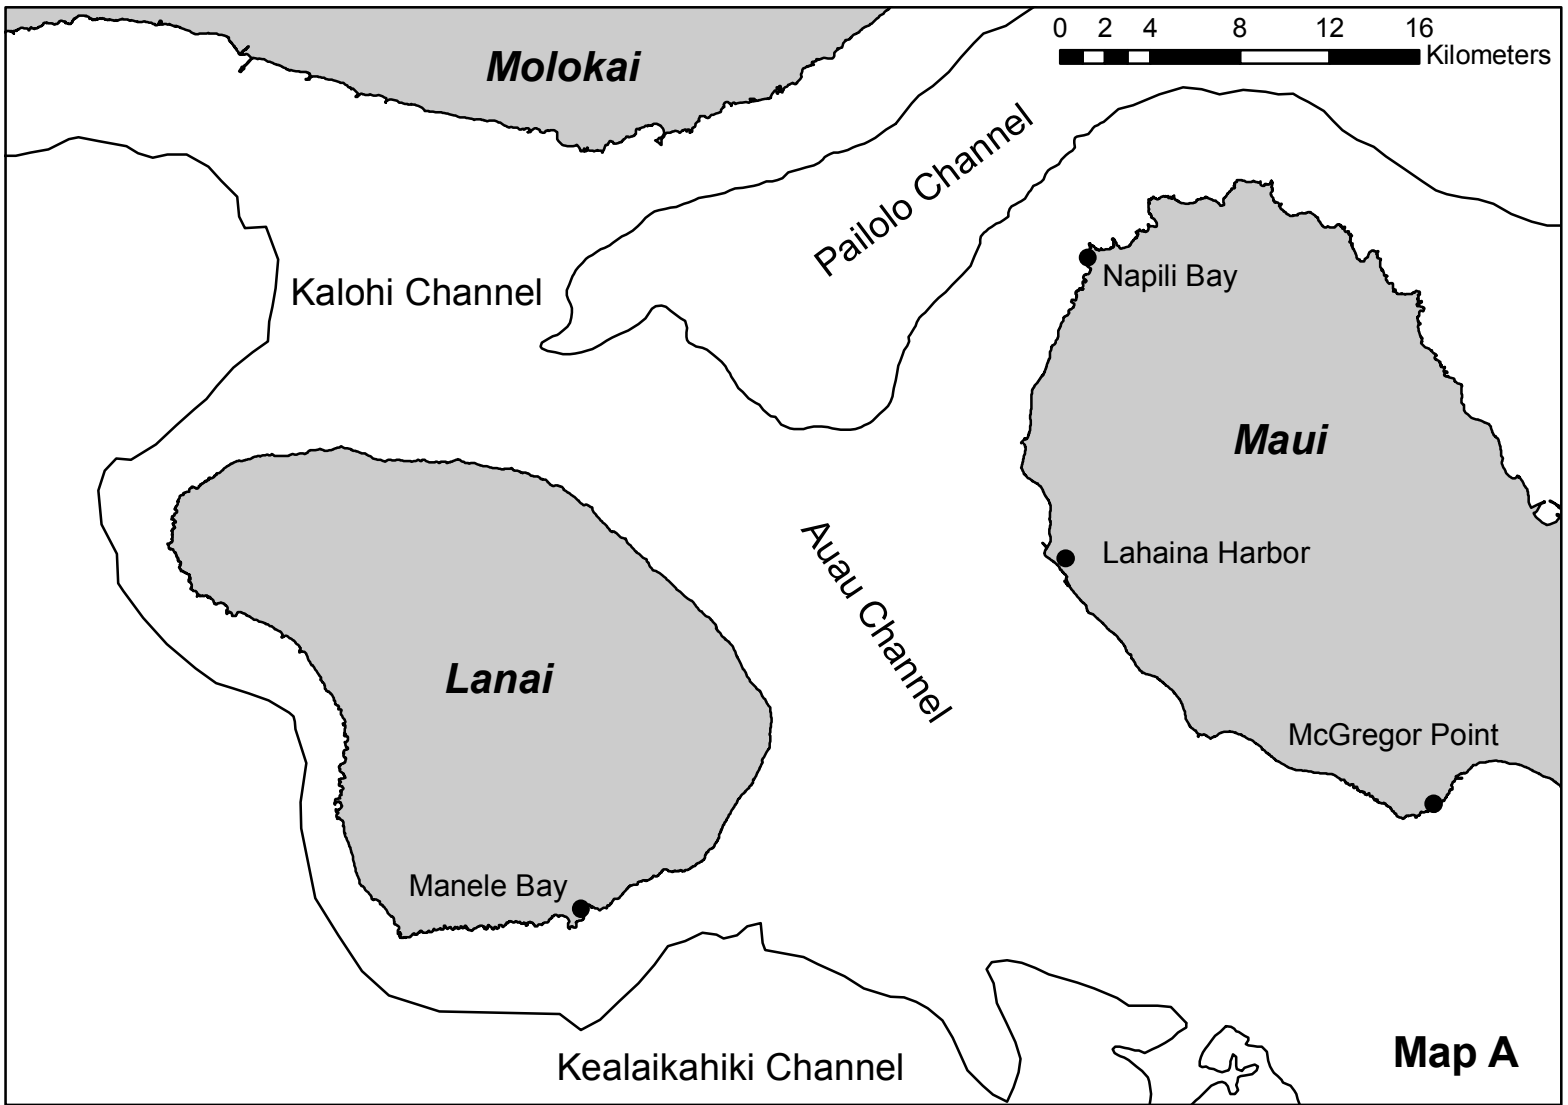 0 2 4 8 12 16
Kilometers
Molokai
Pailolo Channel
Napili Bay
Kalohi Channel
Maui
Auau Channel
Lahaina Harbor
Lanai
McGregor Point
Manele Bay
Kealaikahiki Channel
Map A